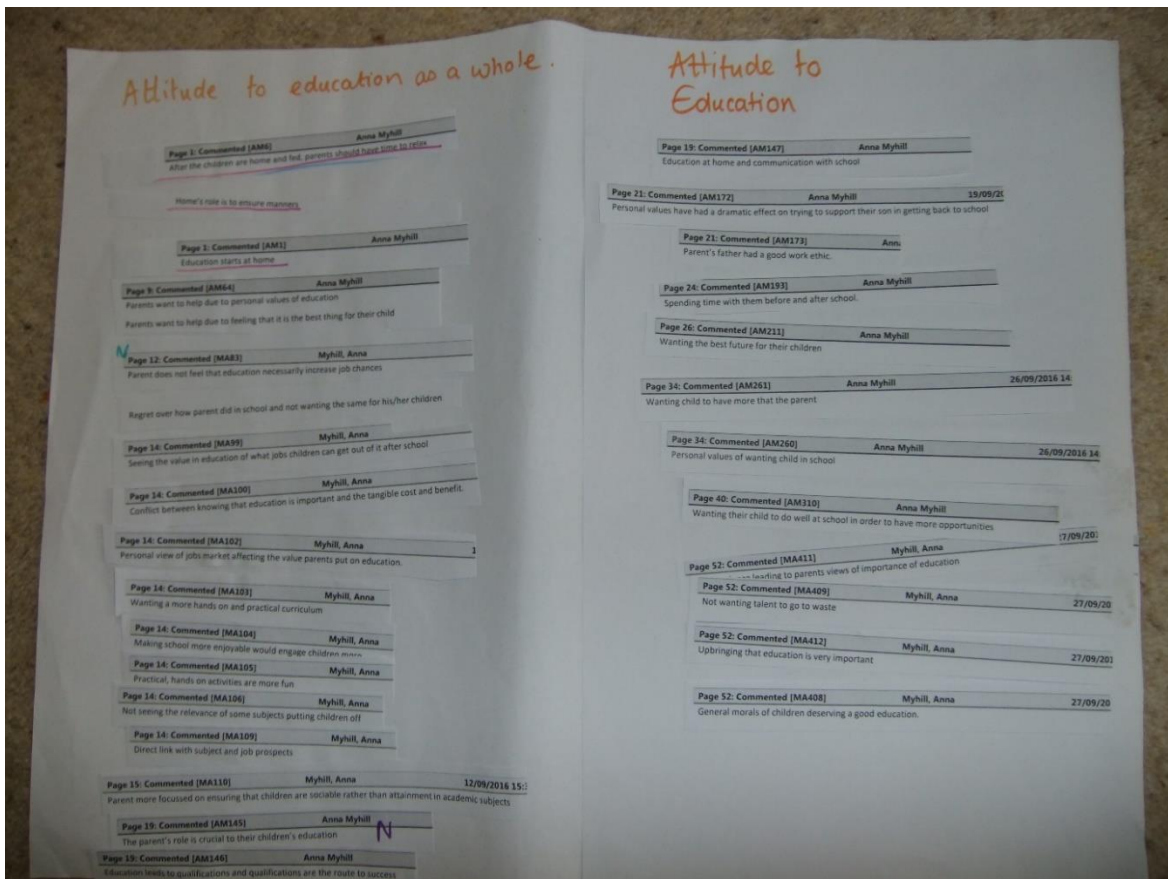 Attitude to education as a whole.
Page 1: Commented [AM6] Anna Myhill
After the children are home and fed, parents should have time to relax
Home's role is to ensure manners
Page 1: Commented [AM1] Anna Myhill
Education starts at home
Page 9: Commented [AM64] Anna Myhill
Parents want to help due to personal values of education
Parents want to help due to feeling that it is the best thing for their child
N
Page 12: Commented [MA83] Myhill, Anna
Parent does not feel that education necessarily increase job chances
Regret over how parent did in school and not wanting the same for his/her children
Page 14: Commented [MA99] Myhill, Anna
Seeing the value in education of what jobs children can get out of it after school
Page 14: Commented [MA100] Myhill, Anna
Conflict between knowing that education is important and the tangible cost and benefit.
Page 14: Commented [MA102] Myhill, Anna 1
Personal view of jobs market affecting the value parents put on education.
Page 14: Commented [MA103] Myhill, Anna
Wanting a more hands on and practical curriculum
Page 14: Commented [MA104] Myhill, Anna
Making school more enjoyable would engage children more
Page 14: Commented [MA105] Myhill, Anna
Practical, hands on activities are more fun
Page 14: Commented [MA106] Myhill, Anna
Not seeing the relevance of some subjects putting children off
Page 14: Commented [MA109] Myhill, Anna
Direct link with subject and job prospects
Page 15: Commented [MA110] Myhill, Anna 12/09/2016 15:
Parent more focussed on ensuring that children are sociable rather than attainment in academic subjects
Page 19: Commented [AM145] Anna Myhill
The parent's role is crucial to their children's education N
Page 19: Commented [AM146] Anna Myhill
Education leads to qualifications and qualifications are the route to success
Attitude to
Education
Page 19: Commented [AM147] Anna Myhill
Education at home and communication with school
Page 21: Commented [AM172] Anna Myhill 19/09/20
Personal values have had a dramatic effect on trying to support their son in getting back to school
Page 21: Commented [AM173] Anna
Parent's father had a good work ethic.
Page 24: Commented [AM193] Anna Myhill
Spending time with them before and after school.
Page 26: Commented [AM211] Anna Myhill
Wanting the best future for their children
Page 34: Commented [AM261] Anna Myhill 26/09/2016 14:
Wanting child to have more that the parent
Page 34: Commented [AM260] Anna Myhill 26/09/2016 14
Personal values of wanting child in school
Page 40: Commented [AM310] Anna Myhill
Wanting their child to do well at school in order to have more opportunities
Page 52: Commented [MA411] Myhill, Anna 27/09/201
leading to parents views of importance of education
Page 52: Commented [MA409] Myhill, Anna 27/09/20
Not wanting talent to go to waste
Page 52: Commented [MA412] Myhill, Anna 27/09/201
Upbringing that education is very important
Page 52: Commented [MA408] Myhill, Anna 27/09/20
General morals of children deserving a good education.